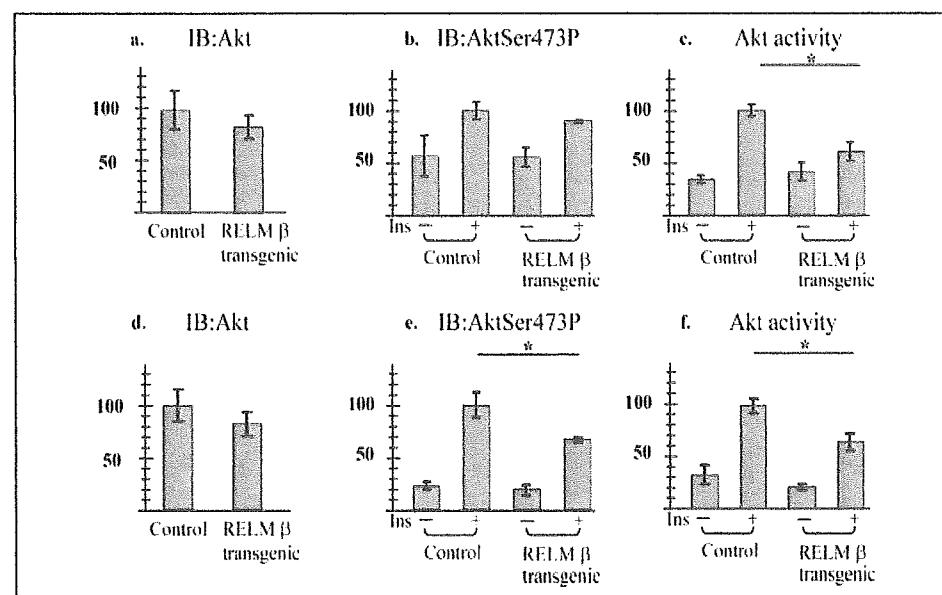 a. IB:Akt
100
50
Control RELM β
transgenic
b. IB:AktSer473P
100
50
Ins − + − +
Control RELM β
transgenic
c. Akt activity
*
100
50
− + − +
Control RELM β
transgenic
d. IB:Akt
100
50
Control RELM β
transgenic
e. IB:AktSer473P
*
100
50
Ins − + − +
Control RELM β
transgenic
f. Akt activity
*
100
50
Ins − + − +
Control RELM β
transgenic